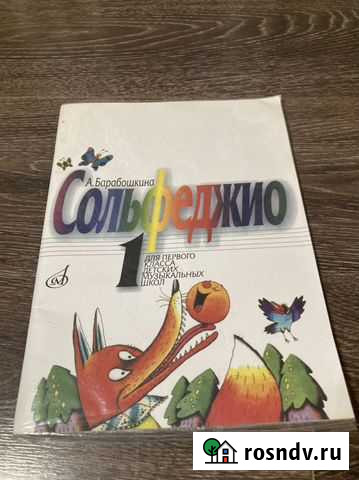 А. Барабошкина
Сольфеджио
1
ДЛЯ ПЕРВОГО
КЛАССА
ДЕТСКИХ
МУЗЫКАЛЬНЫХ
ШКОЛ
rosndv.ru